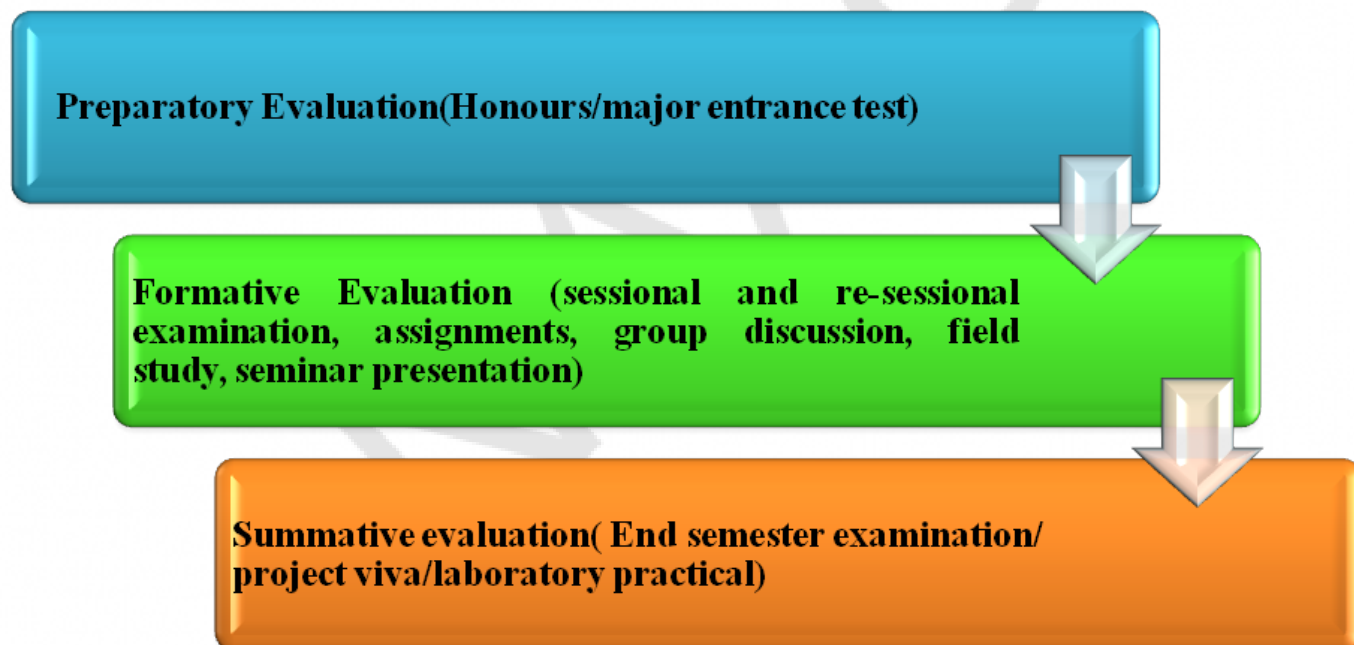 Preparatory Evaluation(Honours/major entrance test)
Formative Evaluation (sessional and re-sessional
examination, assignments, group discussion, field
study, seminar presentation)
Summative evaluation( End semester examination/
project viva/laboratory practical)